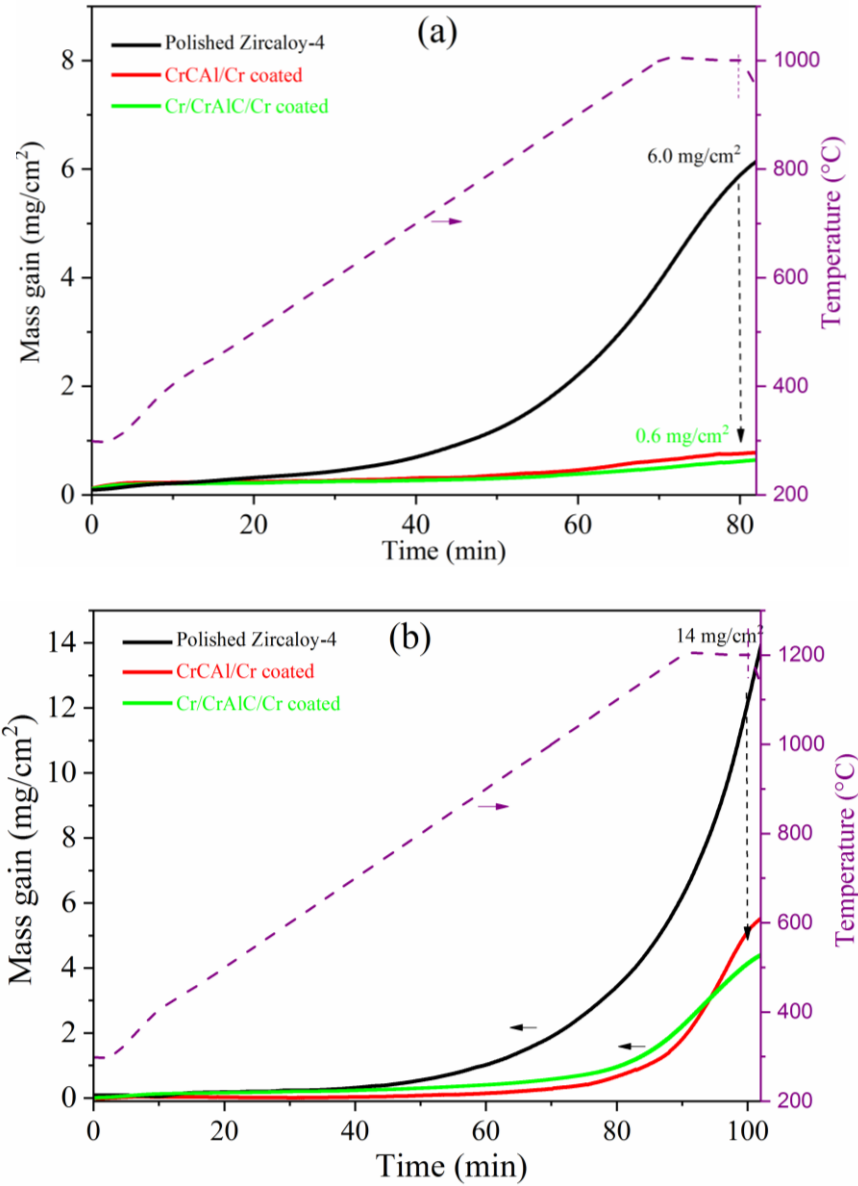 (a)
Polished Zircaloy-4
CrCAl/Cr coated
Cr/CrAlC/Cr coated
6.0 mg/cm²
0.6 mg/cm²
Mass gain (mg/cm²)
8
6
4
2
0
0 20 40 60 80
Time (min)
1000
800
600
400
200
Temperature (°C)
(b)
Polished Zircaloy-4
CrCAl/Cr coated
Cr/CrAlC/Cr coated
14 mg/cm²
Mass gain (mg/cm²)
14
12
10
8
6
4
2
0
0 20 40 60 80 100
Time (min)
1200
1000
800
600
400
200
Temperature (°C)